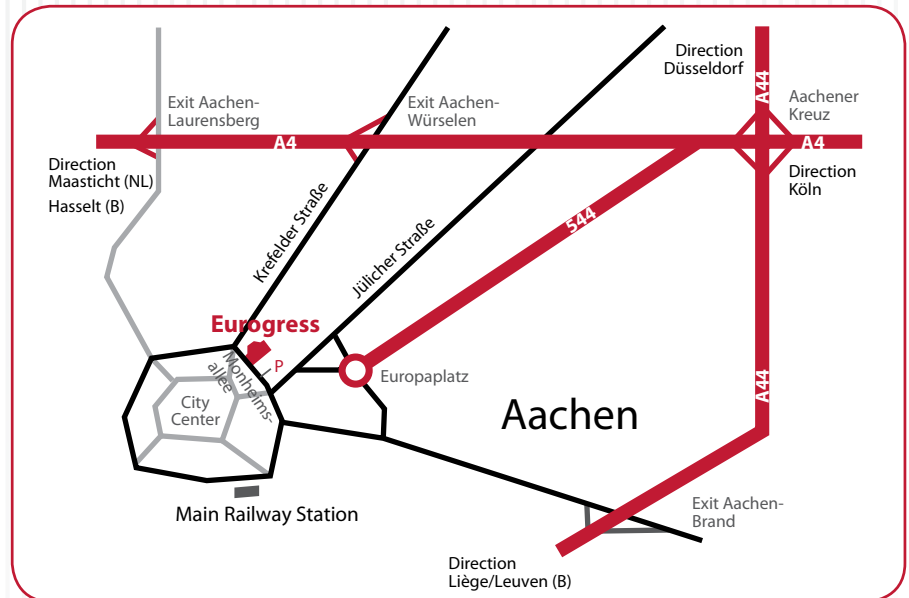 Direction
Düsseldorf
A44
Aachener
Kreuz
Exit Aachen-
Laurensberg
Exit Aachen-
Würselen
A4
A4
Direction
Maasticht (NL)
Hasselt (B)
Direction
Köln
Krefelder Straße
Jülicher Straße
544
Eurogress
P
Monheims-
allee
Europaplatz
City
Center
Aachen
A44
Main Railway Station
Exit Aachen-
Brand
Direction
Liège/Leuven (B)